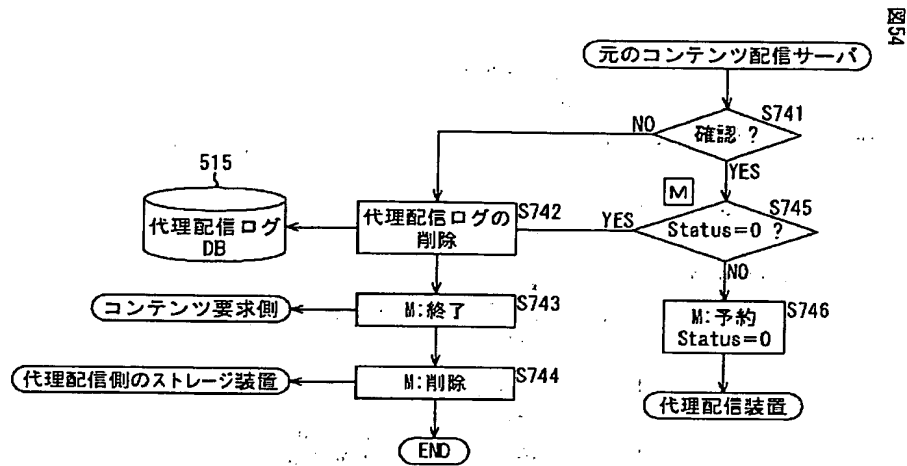 図54
元のコンテンツ配信サーバ
S741
確認?
NO
YES
M
S745
Status=0 ?
YES
NO
515
代理配信ログ
DB
S742
代理配信ログの
削除
コンテンツ要求側
M:終了
S743
M:予約
Status=0
S746
代理配信側のストレージ装置
M:削除
S744
代理配信装置
END